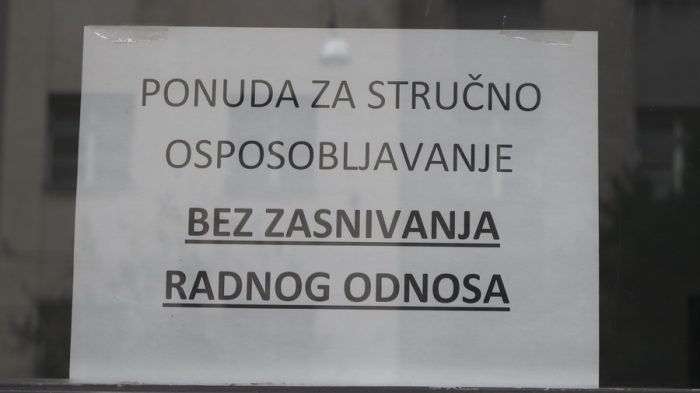 PONUDA ZA STRUČNO
OSPOSOBLJAVANJE
BEZ ZASNIVANJA
RADNOG ODNOSA